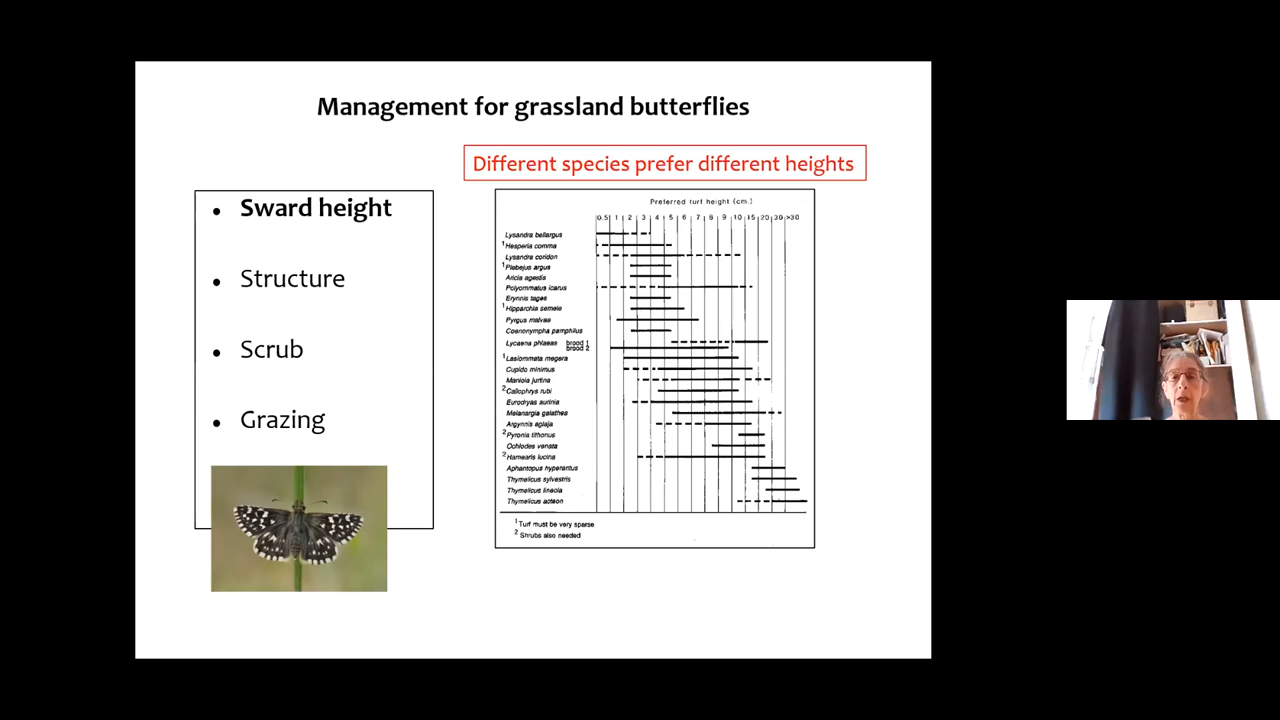 Management for grassland butterflies
Different species prefer different heights
• Sward height
• Structure
• Scrub
• Grazing
Preferred turf height (cm.)
0.5 1 2 3 4 5 6 7 8 9 10 15 20 30 >30
Lysandra bellargus
1 Hesperia comma
Lysandra coridon
1 Plebejus argus
Aricia agestis
Polyommatus icarus
Erynnis tages
1 Hipparchia semele
Pyrgus malvae
Coenonympha pamphilus
Lycaena phlaeas brood 1
brood 2
1 Lasiommata megera
Cupido minimus
Maniola jurtina
2 Callophrys rubi
Eurodryas aurinia
Melanargia galathea
Argynnis aglaja
2 Pyronia tithonus
Ochlodes venata
2 Hamearis lucina
Aphantopus hyperantus
Thymelicus sylvestris
Thymelicus lineola
Thymelicus acteon
1 Turf must be very sparse
2 Shrubs also needed